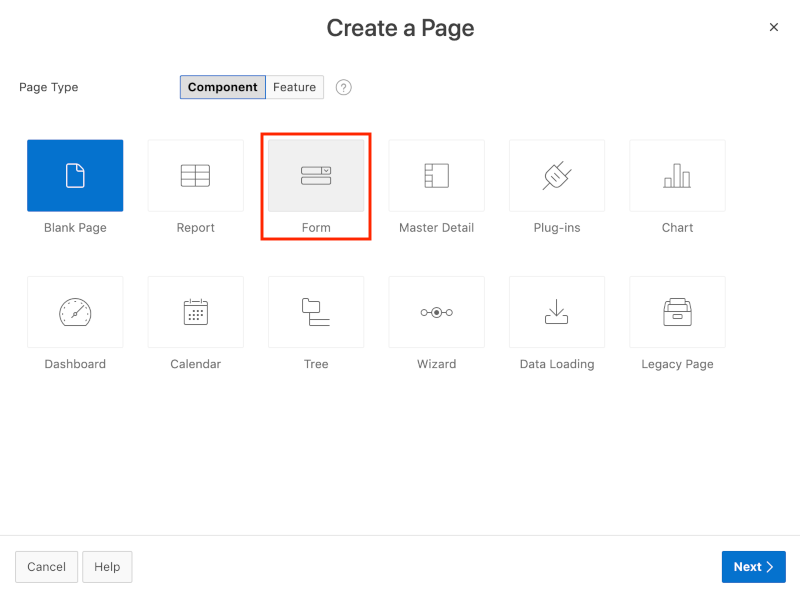 Create a Page
Page Type
Component Feature ?
Blank Page Report Form Master Detail Plug-ins Chart
Dashboard Calendar Tree Wizard Data Loading Legacy Page
Cancel Help Next